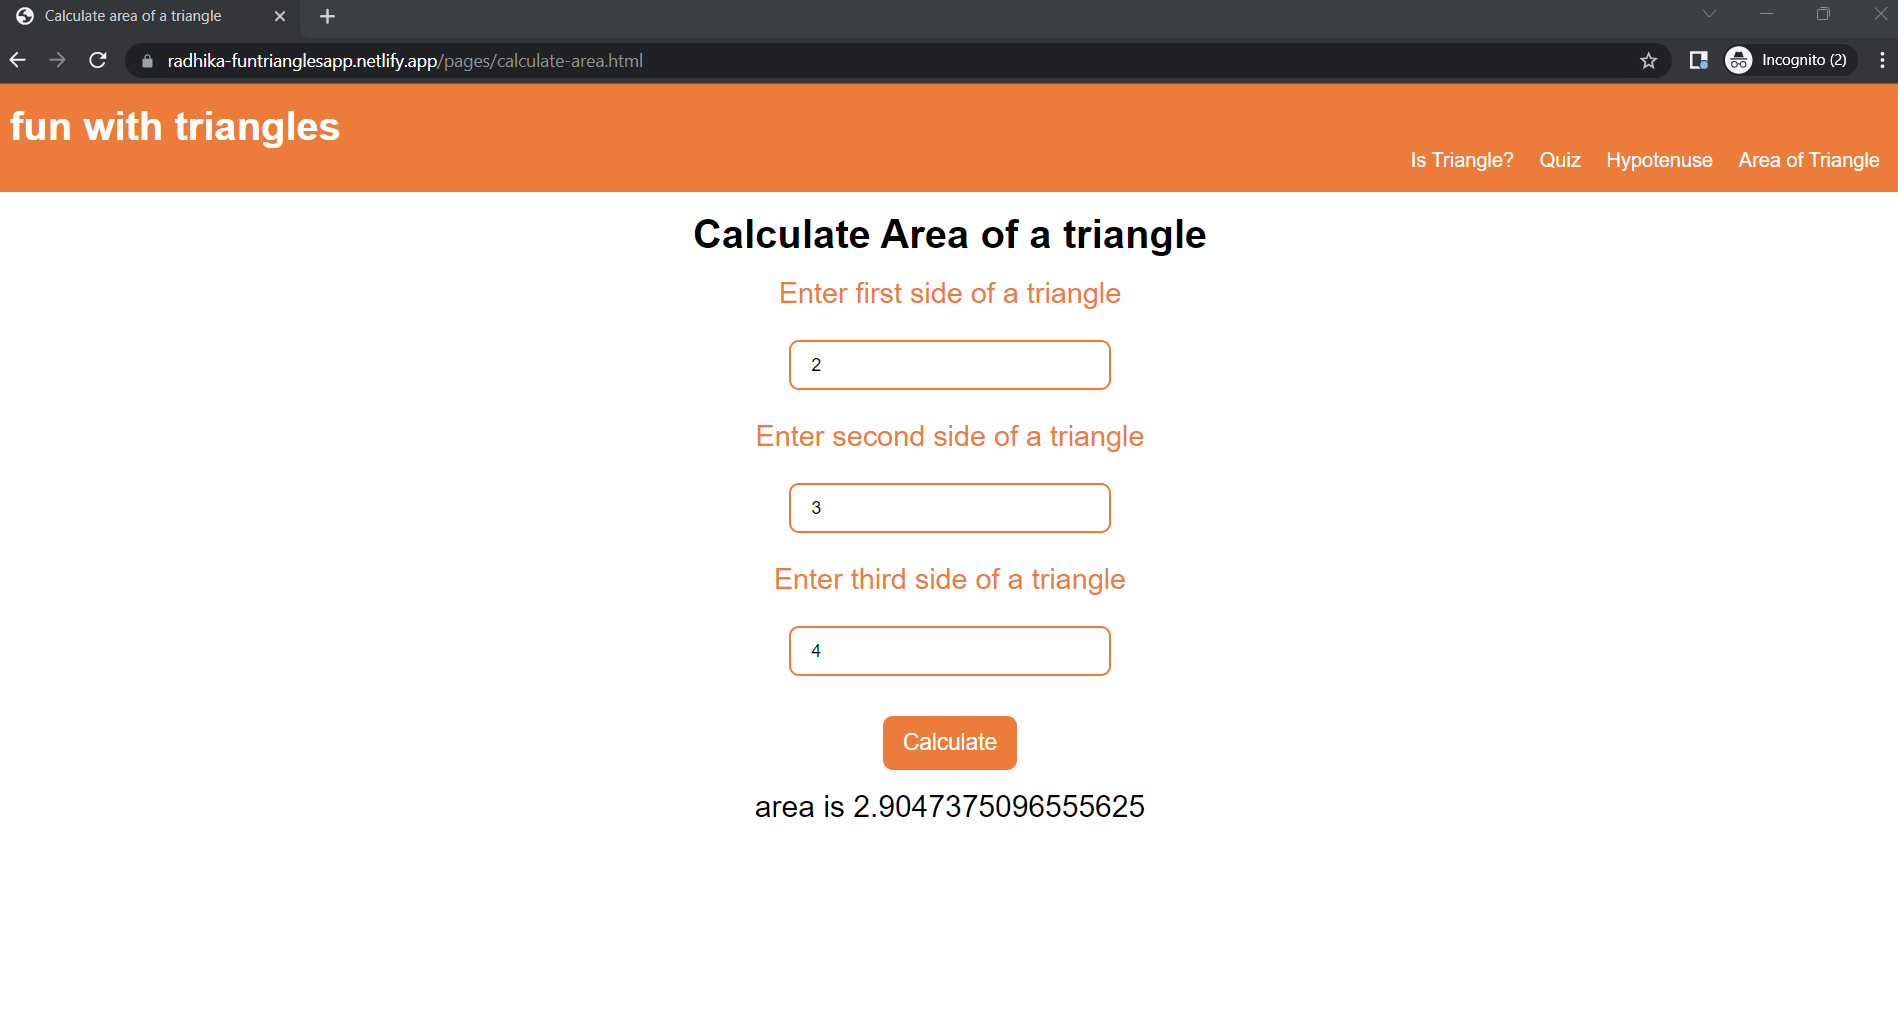 Calculate area of a triangle
radhika-funtrianglesapp.netlify.app/pages/calculate-area.html
Incognito (2)
fun with triangles
Is Triangle? Quiz Hypotenuse Area of Triangle
Calculate Area of a triangle
Enter first side of a triangle
2
Enter second side of a triangle
3
Enter third side of a triangle
4
Calculate
area is 2.9047375096555625